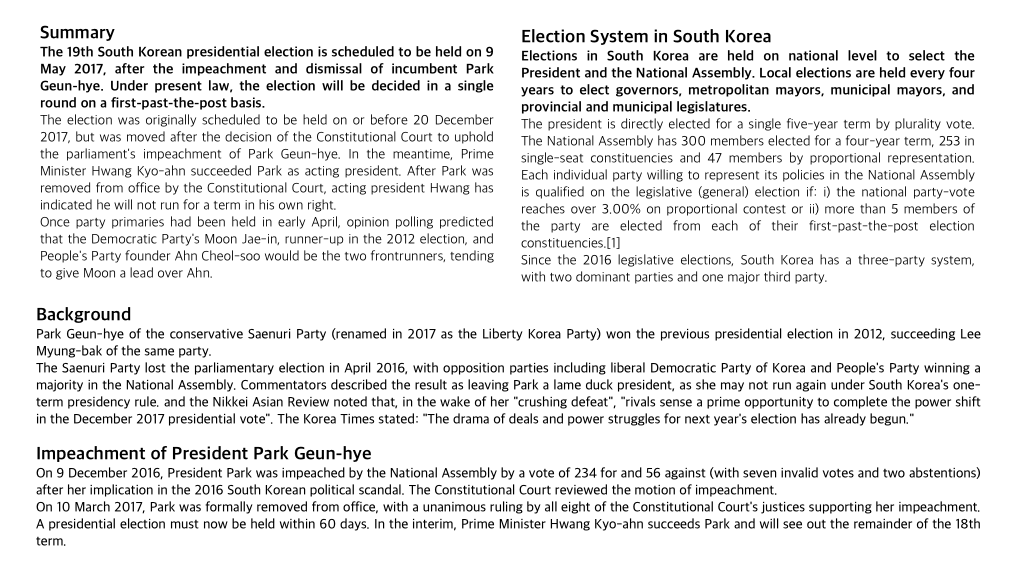 Summary
The 19th South Korean presidential election is scheduled to be held on 9
May 2017, after the impeachment and dismissal of incumbent Park
Geun-hye. Under present law, the election will be decided in a single
round on a first-past-the-post basis.
The election was originally scheduled to be held on or before 20 December
2017, but was moved after the decision of the Constitutional Court to uphold
the parliament's impeachment of Park Geun-hye. In the meantime, Prime
Minister Hwang Kyo-ahn succeeded Park as acting president. After Park was
removed from office by the Constitutional Court, acting president Hwang has
indicated he will not run for a term in his own right.
Once party primaries had been held in early April, opinion polling predicted
that the Democratic Party's Moon Jae-in, runner-up in the 2012 election, and
People's Party founder Ahn Cheol-soo would be the two frontrunners, tending
to give Moon a lead over Ahn.
Election System in South Korea
Elections in South Korea are held on national level to select the
President and the National Assembly. Local elections are held every four
years to elect governors, metropolitan mayors, municipal mayors, and
provincial and municipal legislatures.
The president is directly elected for a single five-year term by plurality vote.
The National Assembly has 300 members elected for a four-year term, 253 in
single-seat constituencies and 47 members by proportional representation.
Each individual party willing to represent its policies in the National Assembly
is qualified on the legislative (general) election if: i) the national party-vote
reaches over 3.00% on proportional contest or ii) more than 5 members of
the party are elected from each of their first-past-the-post election
constituencies.[1]
Since the 2016 legislative elections, South Korea has a three-party system,
with two dominant parties and one major third party.
Background
Park Geun-hye of the conservative Saenuri Party (renamed in 2017 as the Liberty Korea Party) won the previous presidential election in 2012, succeeding Lee
Myung-bak of the same party.
The Saenuri Party lost the parliamentary election in April 2016, with opposition parties including liberal Democratic Party of Korea and People's Party winning a
majority in the National Assembly. Commentators described the result as leaving Park a lame duck president, as she may not run again under South Korea's one-
term presidency rule. and the Nikkei Asian Review noted that, in the wake of her "crushing defeat", "rivals sense a prime opportunity to complete the power shift
in the December 2017 presidential vote". The Korea Times stated: "The drama of deals and power struggles for next year's election has already begun."
Impeachment of President Park Geun-hye
On 9 December 2016, President Park was impeached by the National Assembly by a vote of 234 for and 56 against (with seven invalid votes and two abstentions)
after her implication in the 2016 South Korean political scandal. The Constitutional Court reviewed the motion of impeachment.
On 10 March 2017, Park was formally removed from office, with a unanimous ruling by all eight of the Constitutional Court's justices supporting her impeachment.
A presidential election must now be held within 60 days. In the interim, Prime Minister Hwang Kyo-ahn succeeds Park and will see out the remainder of the 18th
term.